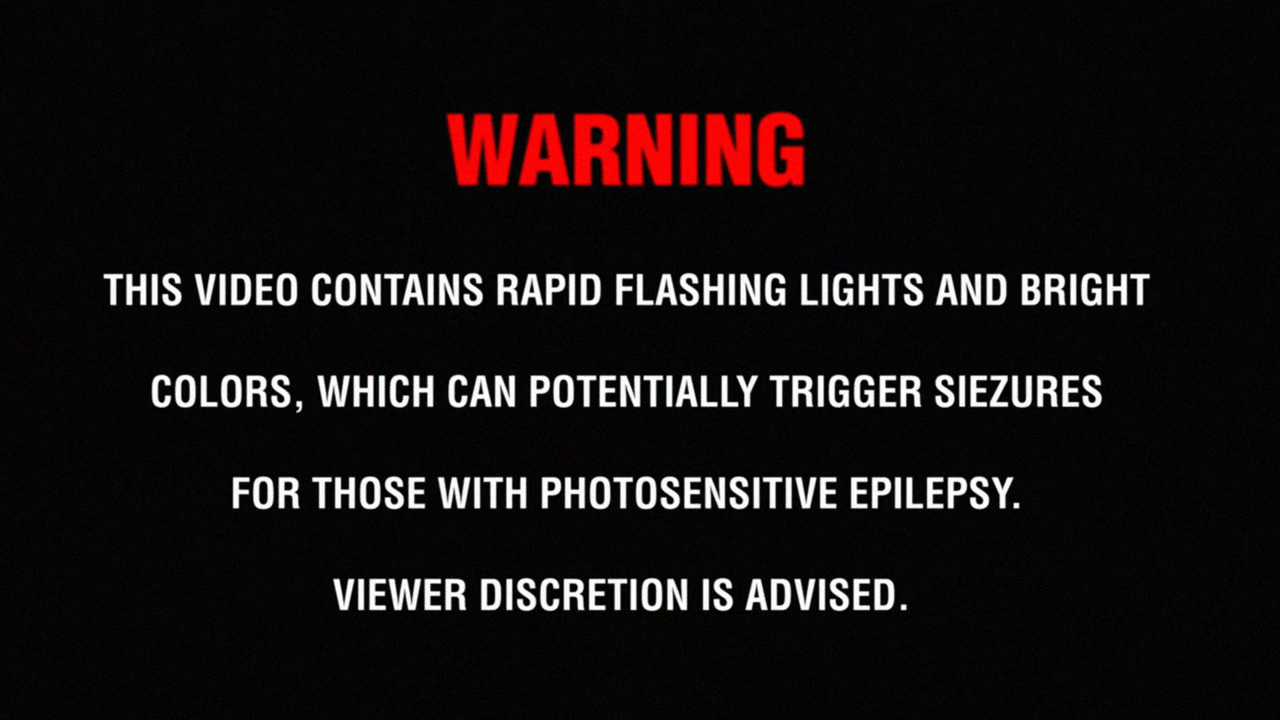 WARNING
THIS VIDEO CONTAINS RAPID FLASHING LIGHTS AND BRIGHT
COLORS, WHICH CAN POTENTIALLY TRIGGER SIEZURES
FOR THOSE WITH PHOTOSENSITIVE EPILEPSY.
VIEWER DISCRETION IS ADVISED.